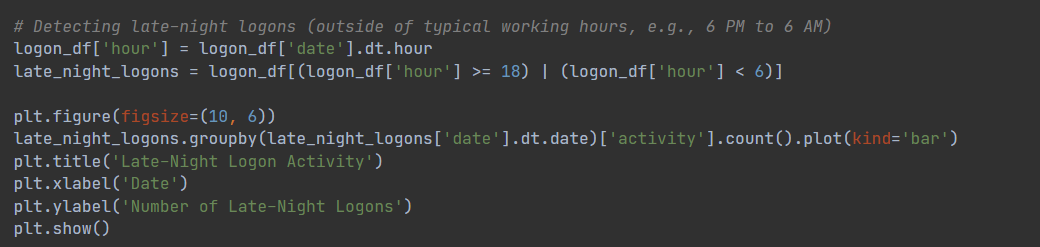 # Detecting late-night logons (outside of typical working hours, e.g., 6 PM to 6 AM)
logon_df['hour'] = logon_df['date'].dt.hour
late_night_logons = logon_df[(logon_df['hour'] >= 18) | (logon_df['hour'] < 6)]

plt.figure(figsize=(10, 6))
late_night_logons.groupby(late_night_logons['date'].dt.date)['activity'].count().plot(kind='bar')
plt.title('Late-Night Logon Activity')
plt.xlabel('Date')
plt.ylabel('Number of Late-Night Logons')
plt.show()